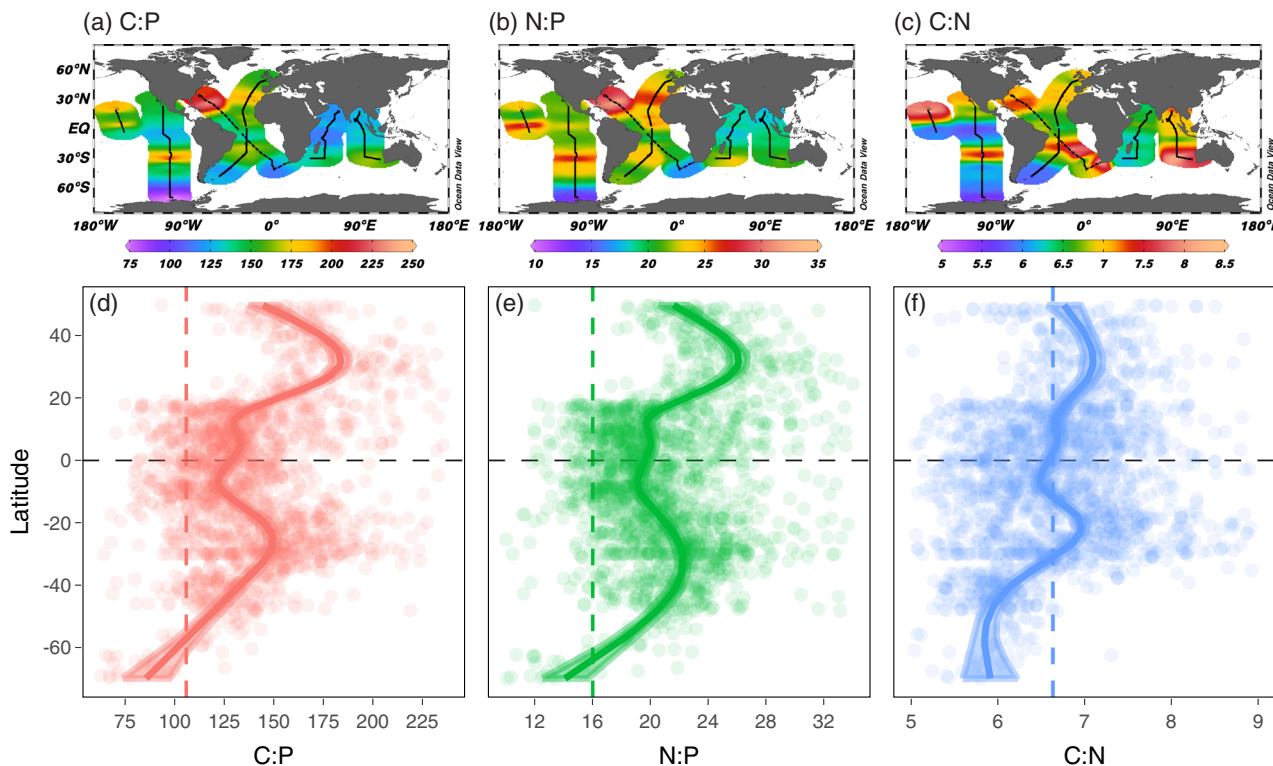 (a) C:P (b) N:P (c) C:N
60°N
30°N
EQ
30°S
60°S
Ocean Data View
Ocean Data View
Ocean Data View
180°W 90°W 0° 90°E 180°E
180°W 90°W 0° 90°E 180°E
180°W 90°W 0° 90°E 180°E
75 100 125 150 175 200 225 250
10 15 20 25 30 35
5 5.5 6 6.5 7 7.5 8 8.5
(d) (e) (f)
Latitude
40
20
0
-20
-40
-60
75 100 125 150 175 200 225
12 16 20 24 28 32
5 6 7 8 9
C:P N:P C:N